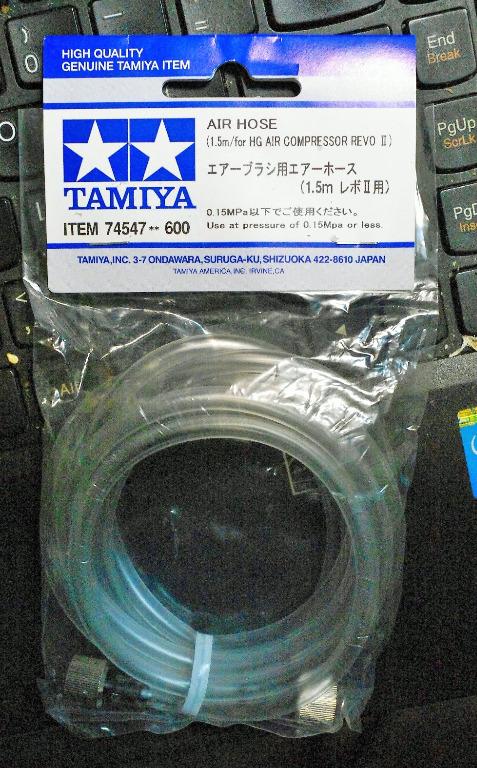 HIGH QUALITY
GENUINE TAMIYA ITEM
AIR HOSE
(1.5m/for HG AIR COMPRESSOR REVO II)
エアーブラシ用エアーホース
(1.5m レボII用)
TAMIYA
ITEM 74547** 600
0.15MPa以下でご使用ください。
Use at pressure of 0.15Mpa or less.
TAMIYA,INC. 3-7 ONDAWARA, SURUGA-KU, SHIZUOKA 422-8610 JAPAN
TAMIYA AMERICA, INC. IRVINE, CA
End
Break
PgUp
ScrLk
PgD
Ins
)
0